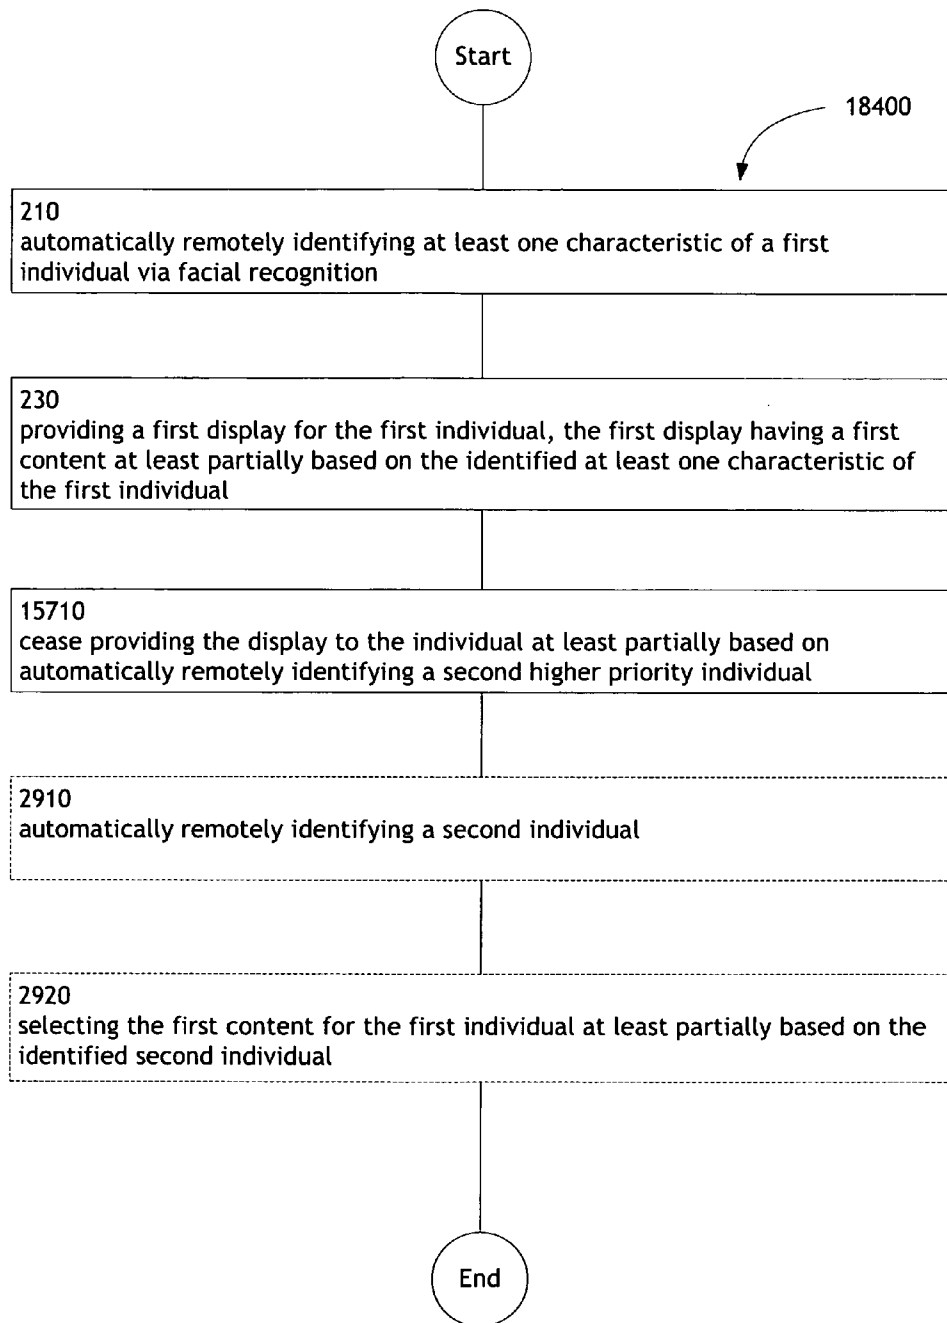 Start
18400
210
automatically remotely identifying at least one characteristic of a first
individual via facial recognition
230
providing a first display for the first individual, the first display having a first
content at least partially based on the identified at least one characteristic of
the first individual
15710
cease providing the display to the individual at least partially based on
automatically remotely identifying a second higher priority individual
2910
automatically remotely identifying a second individual
2920
selecting the first content for the first individual at least partially based on the
identified second individual
End